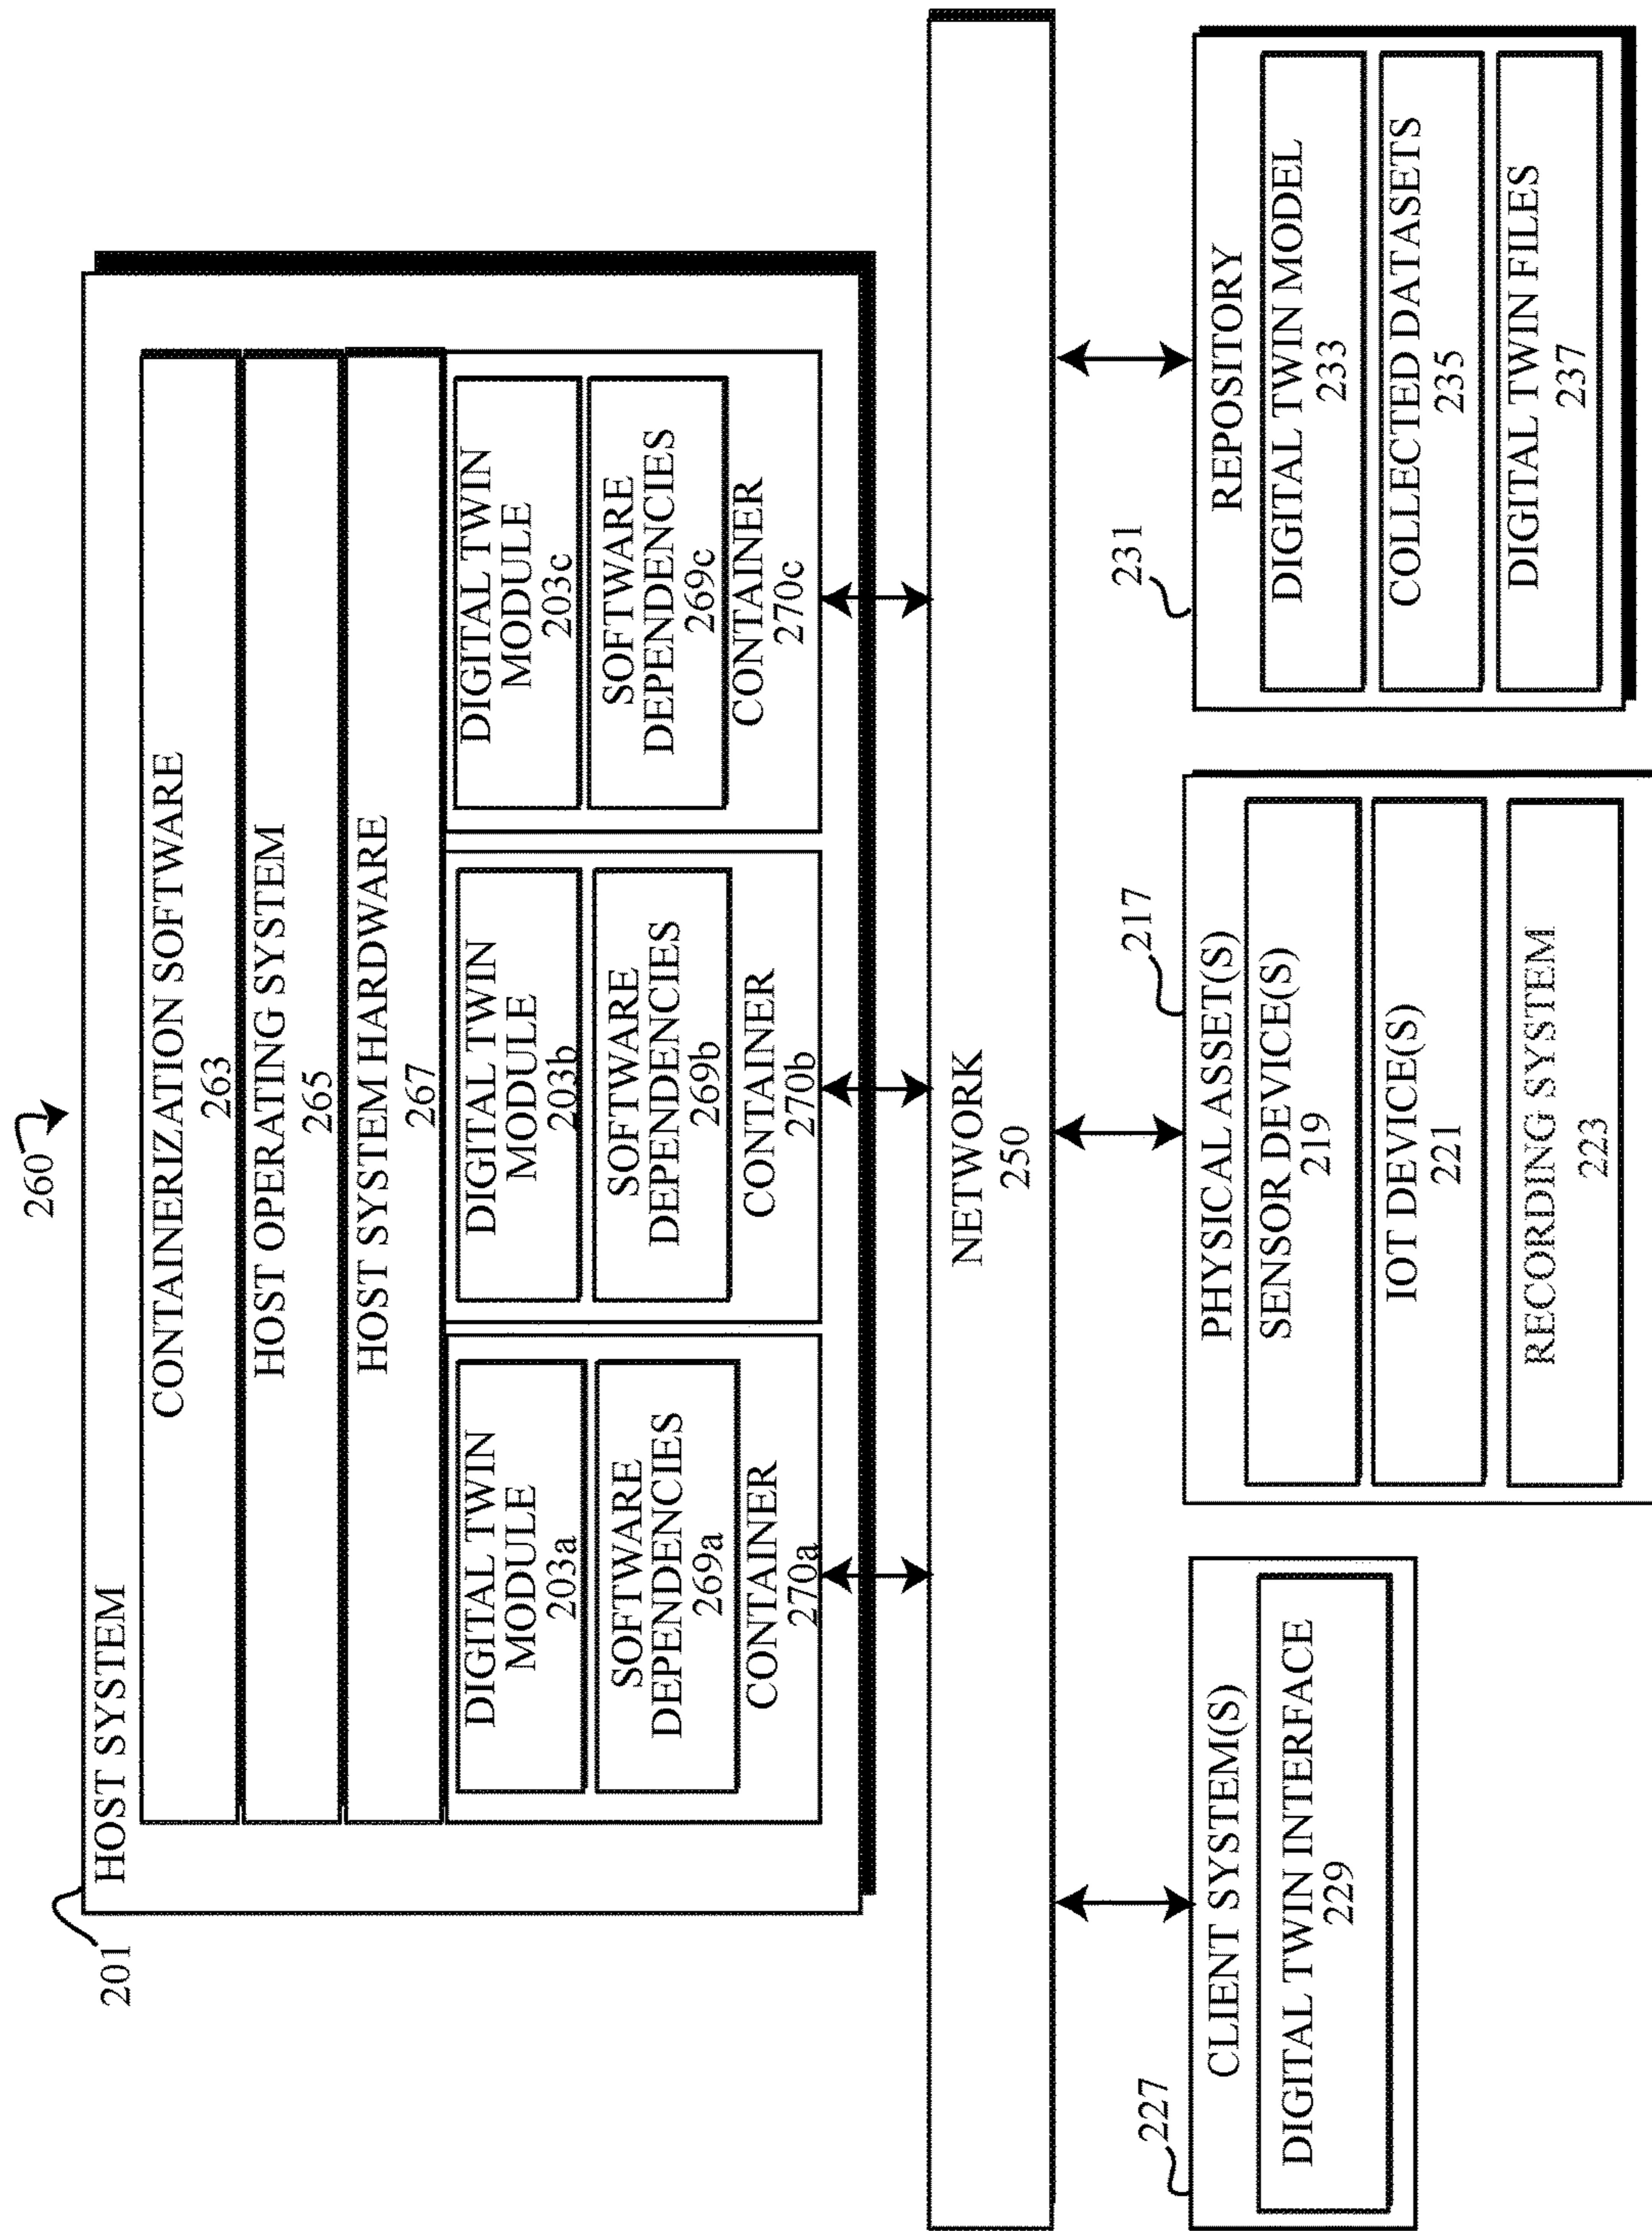 260
201
HOST SYSTEM
CONTAINERIZATION SOFTWARE
263
HOST OPERATING SYSTEM
265
HOST SYSTEM HARDWARE
267
DIGITAL TWIN
MODULE
203a
SOFTWARE
DEPENDENCIES
269a
CONTAINER
270a
DIGITAL TWIN
MODULE
203b
SOFTWARE
DEPENDENCIES
269b
CONTAINER
270b
DIGITAL TWIN
MODULE
203c
SOFTWARE
DEPENDENCIES
269c
CONTAINER
270c
NETWORK
250
227
CLIENT SYSTEM(S)
DIGITAL TWIN INTERFACE
229
217
PHYSICAL ASSET(S)
SENSOR DEVICE(S)
219
IOT DEVICE(S)
221
RECORDING SYSTEM
223
231
REPOSITORY
DIGITAL TWIN MODEL
233
COLLECTED DATASETS
235
DIGITAL TWIN FILES
237